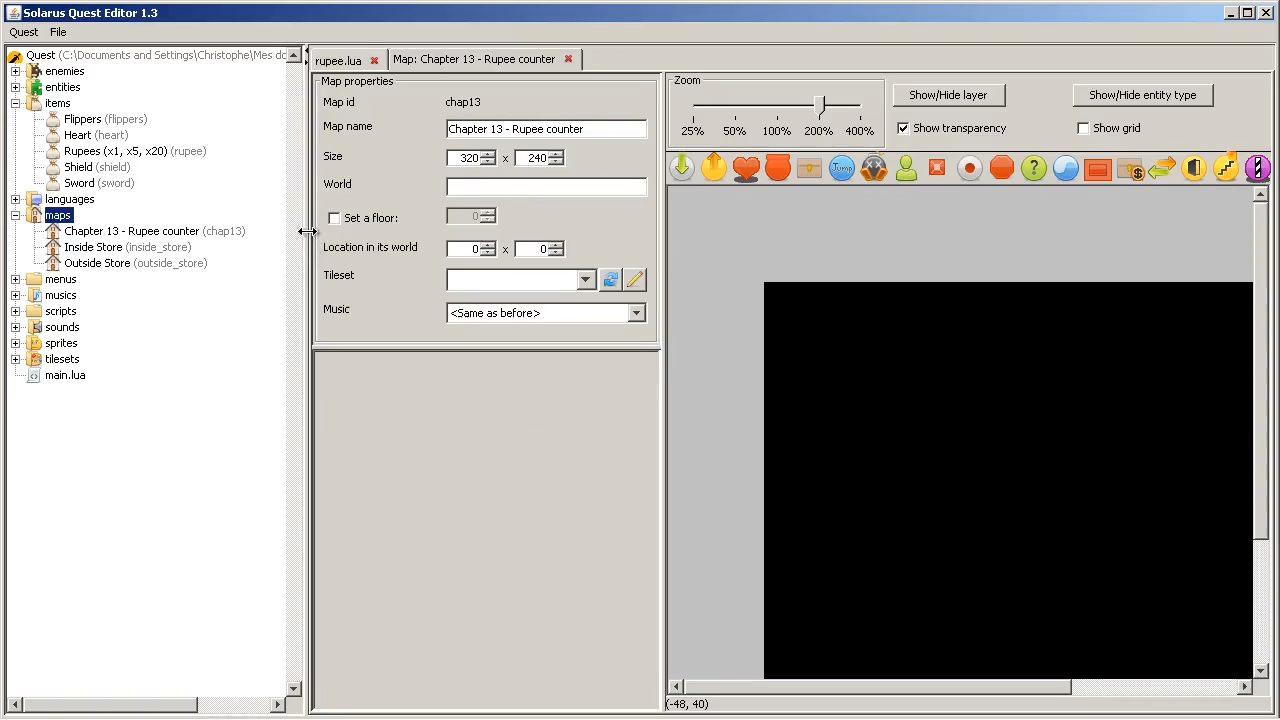 Solarus Quest Editor 1.3
Quest File
Quest (C:\Documents and Settings\Christophe\Mes dc
enemies
entities
items
Flippers (flippers)
Heart (heart)
Rupees (x1, x5, x20) (rupee)
Shield (shield)
Sword (sword)
languages
maps
Chapter 13 - Rupee counter (chap13)
Inside Store (inside_store)
Outside Store (outside_store)
menus
musics
scripts
sounds
sprites
tilesets
main.lua
rupee.lua Map: Chapter 13 - Rupee counter
Map properties
Map id chap13
Map name Chapter 13 - Rupee counter
Size 320 x 240
World
Set a floor: 0
Location in its world 0 x 0
Tileset
Music <Same as before>
Zoom
25% 50% 100% 200% 400%
Show/Hide layer Show/Hide entity type
Show transparency Show grid
Jump ? $
(-48, 40)